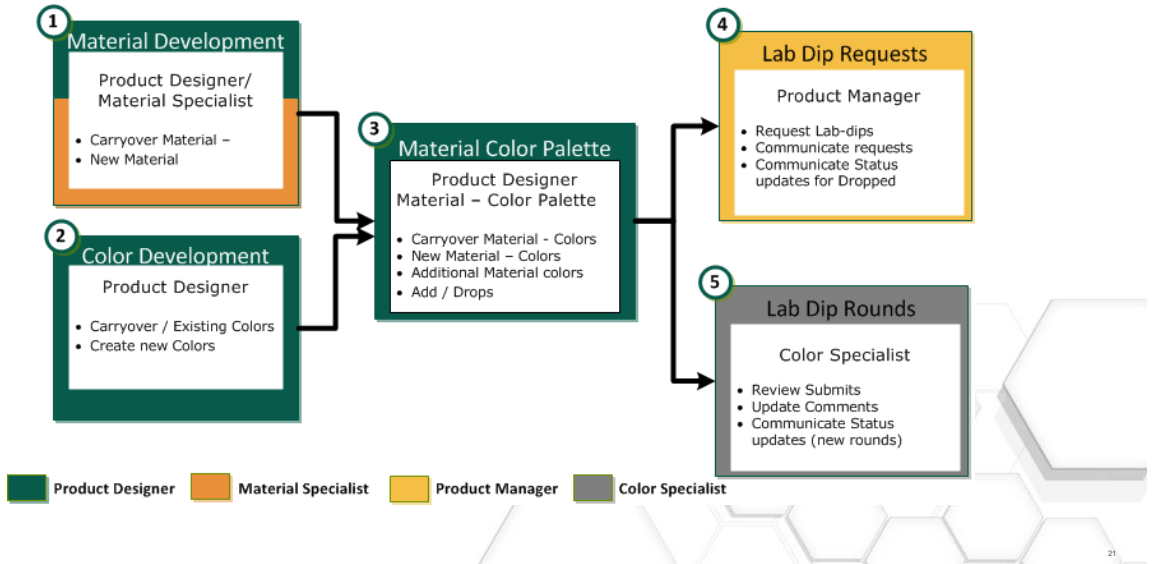 1
Material Development
Product Designer/
Material Specialist
• Carryover Material –
• New Material
2
Color Development
Product Designer
• Carryover / Existing Colors
• Create new Colors
3
Material Color Palette
Product Designer
Material – Color Palette
• Carryover Material - Colors
• New Material – Colors
• Additional Material colors
• Add / Drops
4
Lab Dip Requests
Product Manager
• Request Lab-dips
• Communicate requests
• Communicate Status
updates for Dropped
5
Lab Dip Rounds
Color Specialist
• Review Submits
• Update Comments
• Communicate Status
updates (new rounds)
Product Designer
Material Specialist
Product Manager
Color Specialist
21